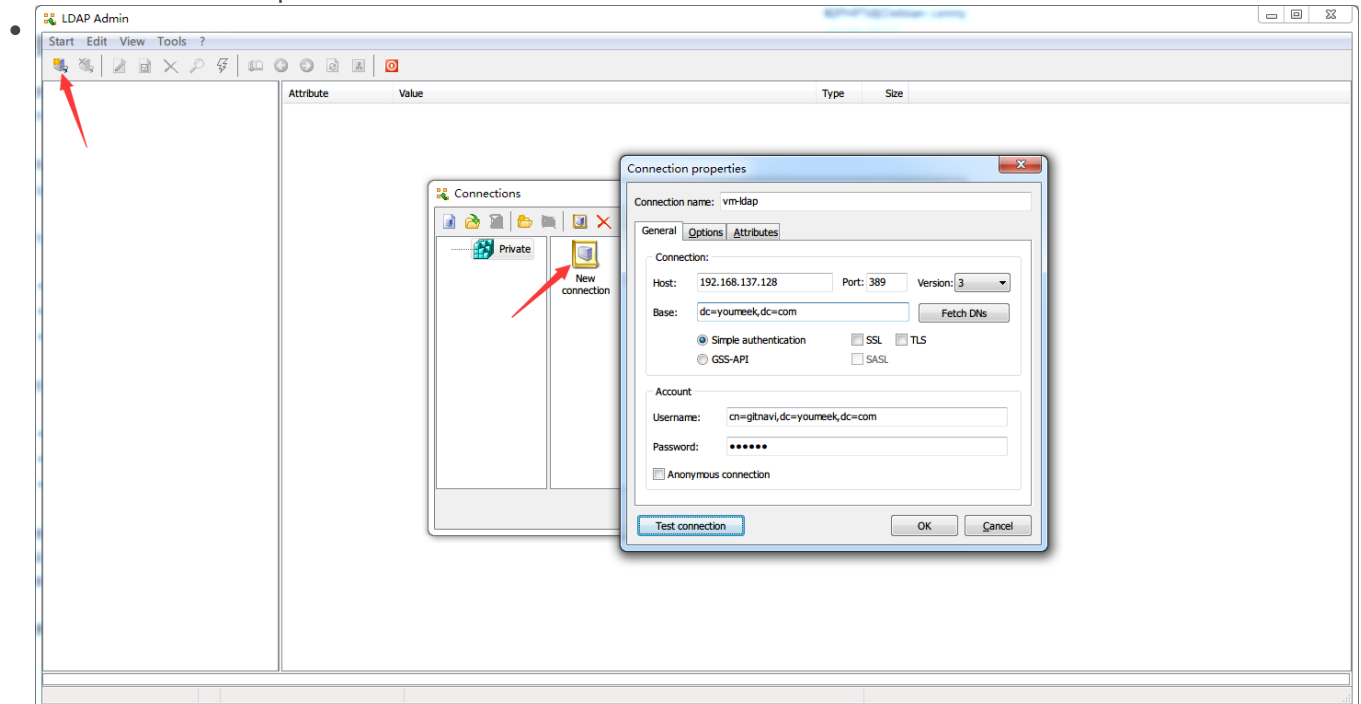 LDAP Admin
Start Edit View Tools ?
Attribute Value Type Size
Connections
Private
New
connection
Connection properties
Connection name: vm-ldap
General Options Attributes
Connection:
Host: 192.168.137.128 Port: 389 Version: 3
Base: dc=youmeek,dc=com Fetch DNs
Simple authentication SSL TLS
GSS-API SASL
Account
Username: cn=gitnavi,dc=youmeek,dc=com
Password: ••••••
Anonymous connection
Test connection OK Cancel